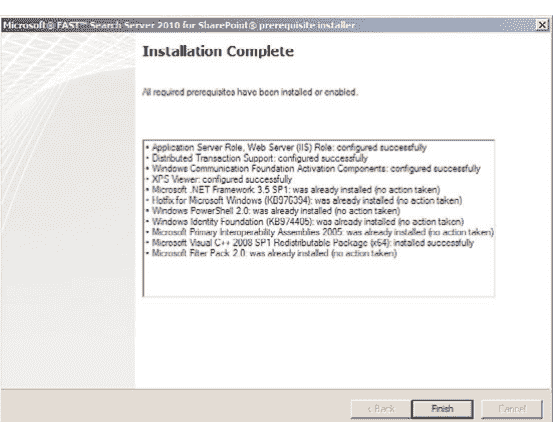 Microsoft® FAST™ Search Server 2010 for SharePoint® prerequisite installer
Installation Complete
All required prerequisites have been installed or enabled.
• Application Server Role, Web Server (IIS) Role: configured successfully
• Distributed Transaction Support: configured successfully
• Windows Communication Foundation Activation Components: configured successfully
• XPS Viewer: configured successfully
• Microsoft .NET Framework 3.5 SP1: was already installed (no action taken)
• Hotfix for Microsoft Windows (KB976394): was already installed (no action taken)
• Windows PowerShell 2.0: was already installed (no action taken)
• Windows Identity Foundation (KB974405): was already installed (no action taken)
• Microsoft Primary Interoperability Assemblies 2005: was already installed (no action taken)
• Microsoft Visual C++ 2008 SP1 Redistributable Package (x64): installed successfully
• Microsoft Filter Pack 2.0: was already installed (no action taken)
< Back Finish Cancel